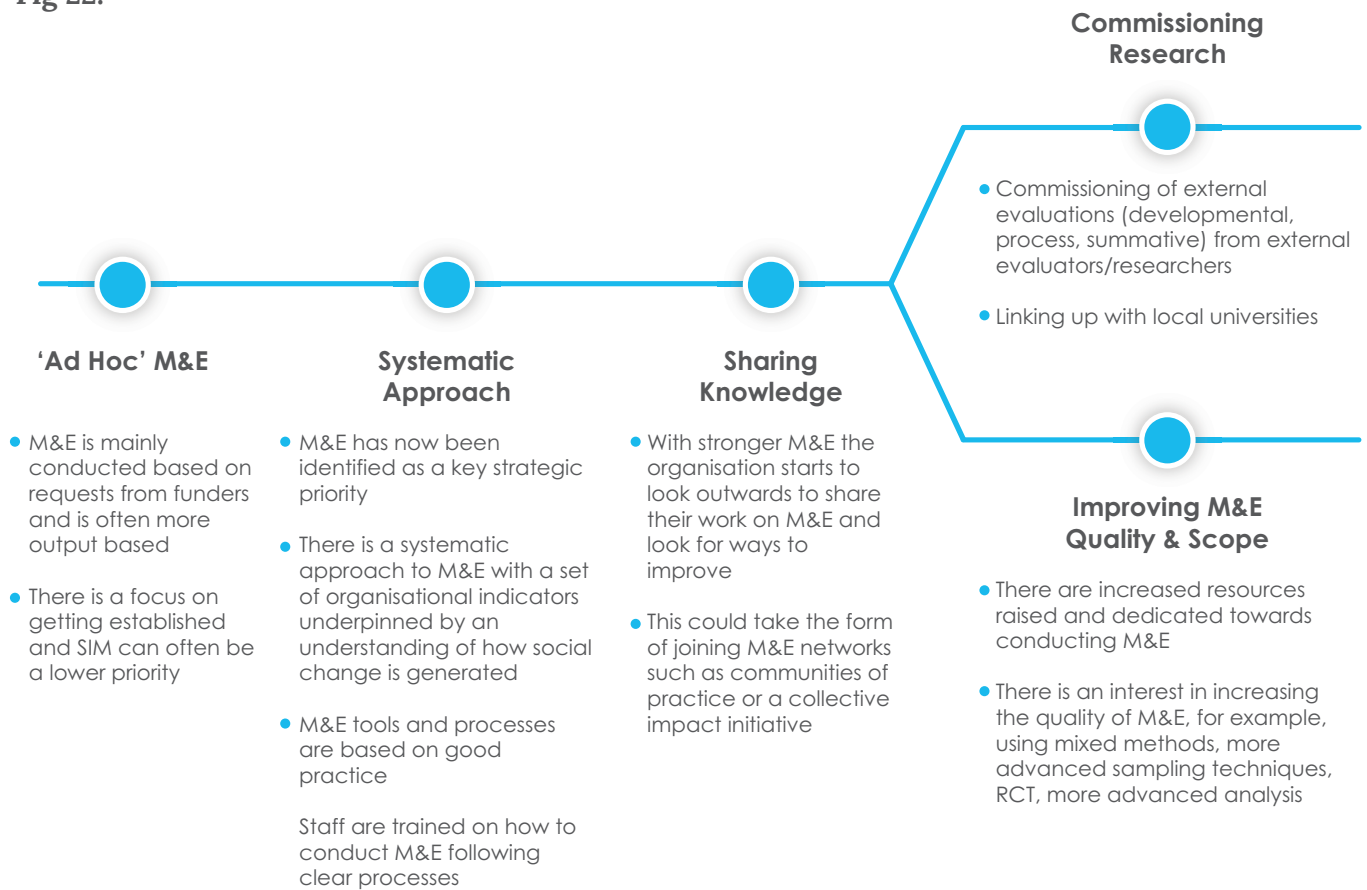 Fig 22:
Commissioning
Research
• Commissioning of external
evaluations (developmental,
process, summative) from external
evaluators/researchers
• Linking up with local universities
‘Ad Hoc’ M&E
• M&E is mainly
conducted based on
requests from funders
and is often more
output based
• There is a focus on
getting established
and SIM can often be
a lower priority
Systematic
Approach
• M&E has now been
identified as a key strategic
priority
• There is a systematic
approach to M&E with a set
of organisational indicators
underpinned by an
understanding of how social
change is generated
• M&E tools and processes
are based on good
practice
Staff are trained on how to
conduct M&E following
clear processes
Sharing
Knowledge
• With stronger M&E the
organisation starts to
look outwards to share
their work on M&E and
look for ways to
improve
• This could take the form
of joining M&E networks
such as communities of
practice or a collective
impact initiative
Improving M&E
Quality & Scope
• There are increased resources
raised and dedicated towards
conducting M&E
• There is an interest in increasing
the quality of M&E, for example,
using mixed methods, more
advanced sampling techniques,
RCT, more advanced analysis